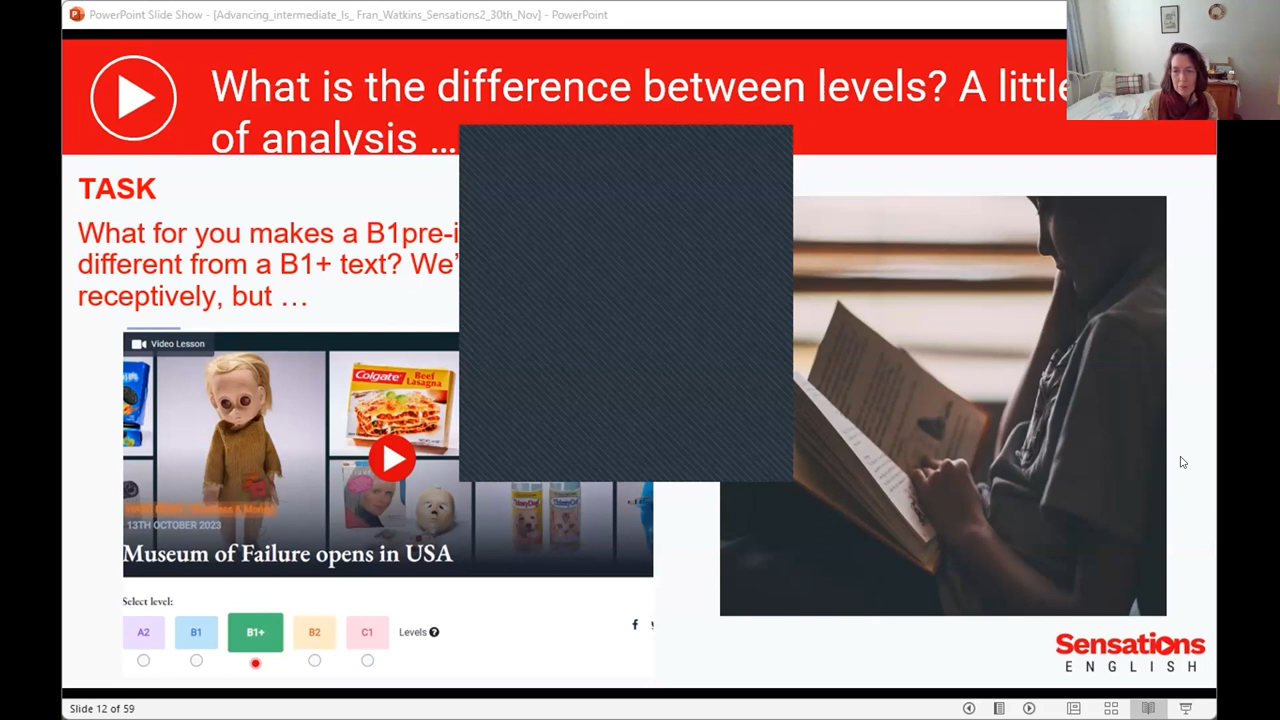 PowerPoint Slide Show - [Advancing_intermediate_ls_ Fran_Watkins_Sensations2_30th_Nov] - PowerPoint
What is the difference between levels? A little
of analysis ...
TASK
What for you makes a B1pre-i
different from a B1+ text? We'
receptively, but ...
Video Lesson
Colgate
Beef
Lasagna
13TH OCTOBER 2023
Museum of Failure opens in USA
Select level:
A2 B1 B1+ B2 C1 Levels ?
Sensations
ENGLISH
Slide 12 of 59